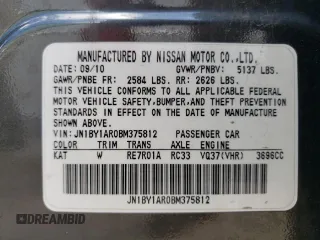 MANUFACTURED BY NISSAN MOTOR CO.,LTD.
DATE: 09/10 GVWR/PNBV: 5137 LBS.
GAWR/PNBE FR: 2584 LBS. RR: 2626 LBS.
THIS VEHICLE CONFORMS TO ALL APPLICABLE FEDERAL
MOTOR VEHICLE SAFETY,BUMPER,AND THEFT PREVENTION
STANDARDS IN EFFECT ON THE DATE OF MANUFACTURE
SHOWN ABOVE.
VIN: JN1BY1AR0BM375812 PASSENGER CAR
COLOR TRIM TRANS AXLE ENGINE
KAT W RE7R01A RC33 VQ37(VHR) 3696CC
JN1BY1AR0BM375812
DREAMBID